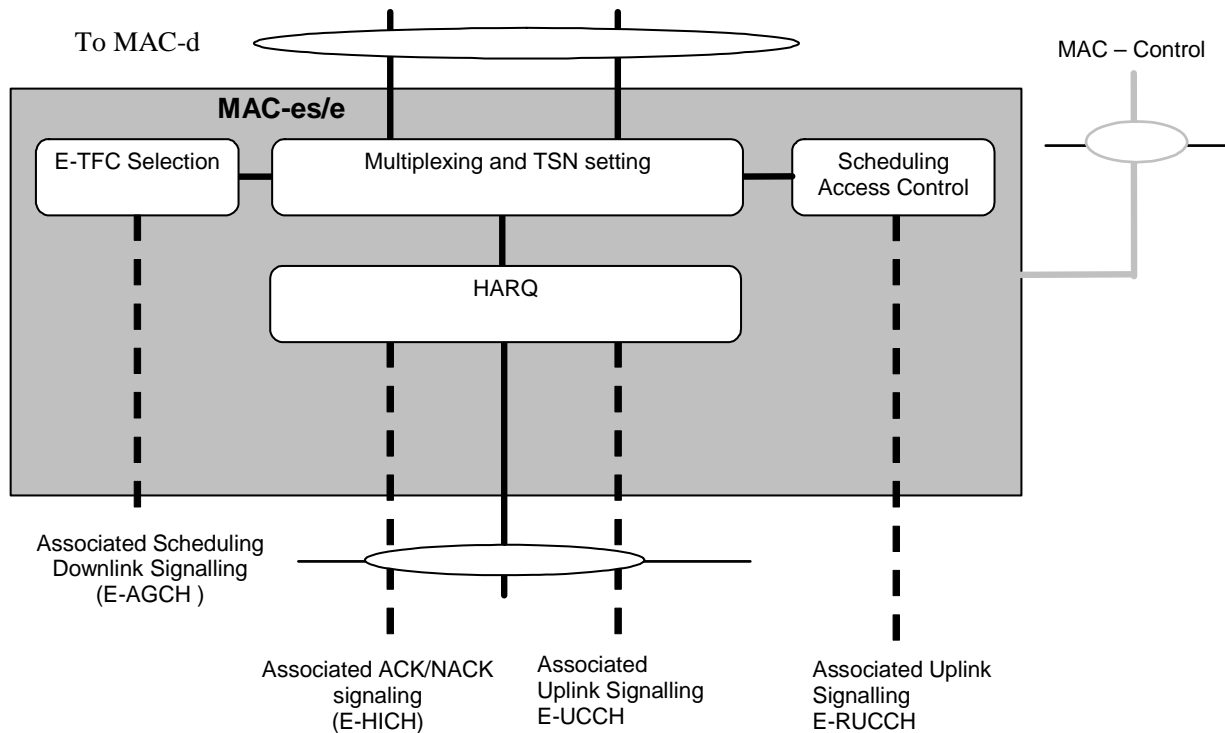 To MAC-d
MAC – Control
MAC-es/e
E-TFC Selection
Multiplexing and TSN setting
Scheduling
Access Control
HARQ
Associated Scheduling
Downlink Signalling
(E-AGCH )
Associated ACK/NACK
signaling
(E-HICH)
Associated
Uplink Signalling
E-UCCH
Associated Uplink
Signalling
E-RUCCH